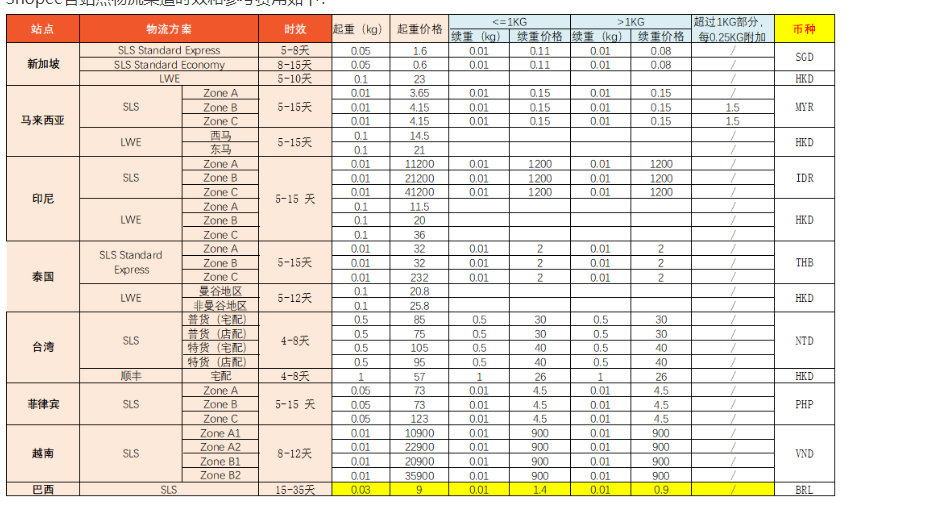 Shopee各站点物流渠道时效和参考费用如下：
站点 物流方案 时效 起重（kg） 起重价格 <=1KG >1KG 超过1KG部分，每0.25KG附加 币种
续重（kg） 续重价格 续重（kg） 续重价格
新加坡 SLS Standard Express 5-8天 0.05 1.6 0.01 0.11 0.01 0.08 / SGD
SLS Standard Economy 8-15天 0.05 0.6 0.01 0.11 0.01 0.08 /
LWE 5-10天 0.1 23 / HKD
马来西亚 SLS Zone A 5-15天 0.01 3.65 0.01 0.15 0.01 0.15 / MYR
Zone B 0.01 4.15 0.01 0.15 0.01 0.15 1.5
Zone C 0.01 4.15 0.01 0.15 0.01 0.15 1.5
LWE 西马 5-15天 0.1 14.5 / HKD
东马 0.1 21 /
印尼 SLS Zone A 5-15 天 0.01 11200 0.01 1200 0.01 1200 / IDR
Zone B 0.01 21200 0.01 1200 0.01 1200 /
Zone C 0.01 41200 0.01 1200 0.01 1200 /
LWE Zone A 0.1 11.5 / HKD
Zone B 0.1 20 /
Zone C 0.1 36 /
泰国 SLS Standard Express Zone A 5-15天 0.01 32 0.01 2 0.01 2 / THB
Zone B 0.01 32 0.01 2 0.01 2 /
Zone C 0.01 232 0.01 2 0.01 2 /
LWE 曼谷地区 5-12天 0.1 20.8 / HKD
非曼谷地区 0.1 25.8 /
台湾 SLS 普货（宅配） 4-8天 0.5 85 0.5 30 0.5 30 / NTD
普货（店配） 0.5 75 0.5 30 0.5 30 /
特货（宅配） 0.5 105 0.5 40 0.5 40 /
特货（店配） 0.5 95 0.5 40 0.5 40 /
顺丰 宅配 4-8天 1 57 1 26 1 26 / HKD
菲律宾 SLS Zone A 5-15 天 0.05 73 0.01 4.5 0.01 4.5 / PHP
Zone B 0.05 73 0.01 4.5 0.01 4.5 /
Zone C 0.05 123 0.01 4.5 0.01 4.5 /
越南 SLS Zone A1 8-12天 0.01 10900 0.01 900 0.01 900 / VND
Zone A2 0.01 22900 0.01 900 0.01 900 /
Zone B1 0.01 20900 0.01 900 0.01 900 /
Zone B2 0.01 35900 0.01 900 0.01 900 /
巴西 SLS 15-35天 0.03 9 0.01 1.4 0.01 0.9 / BRL